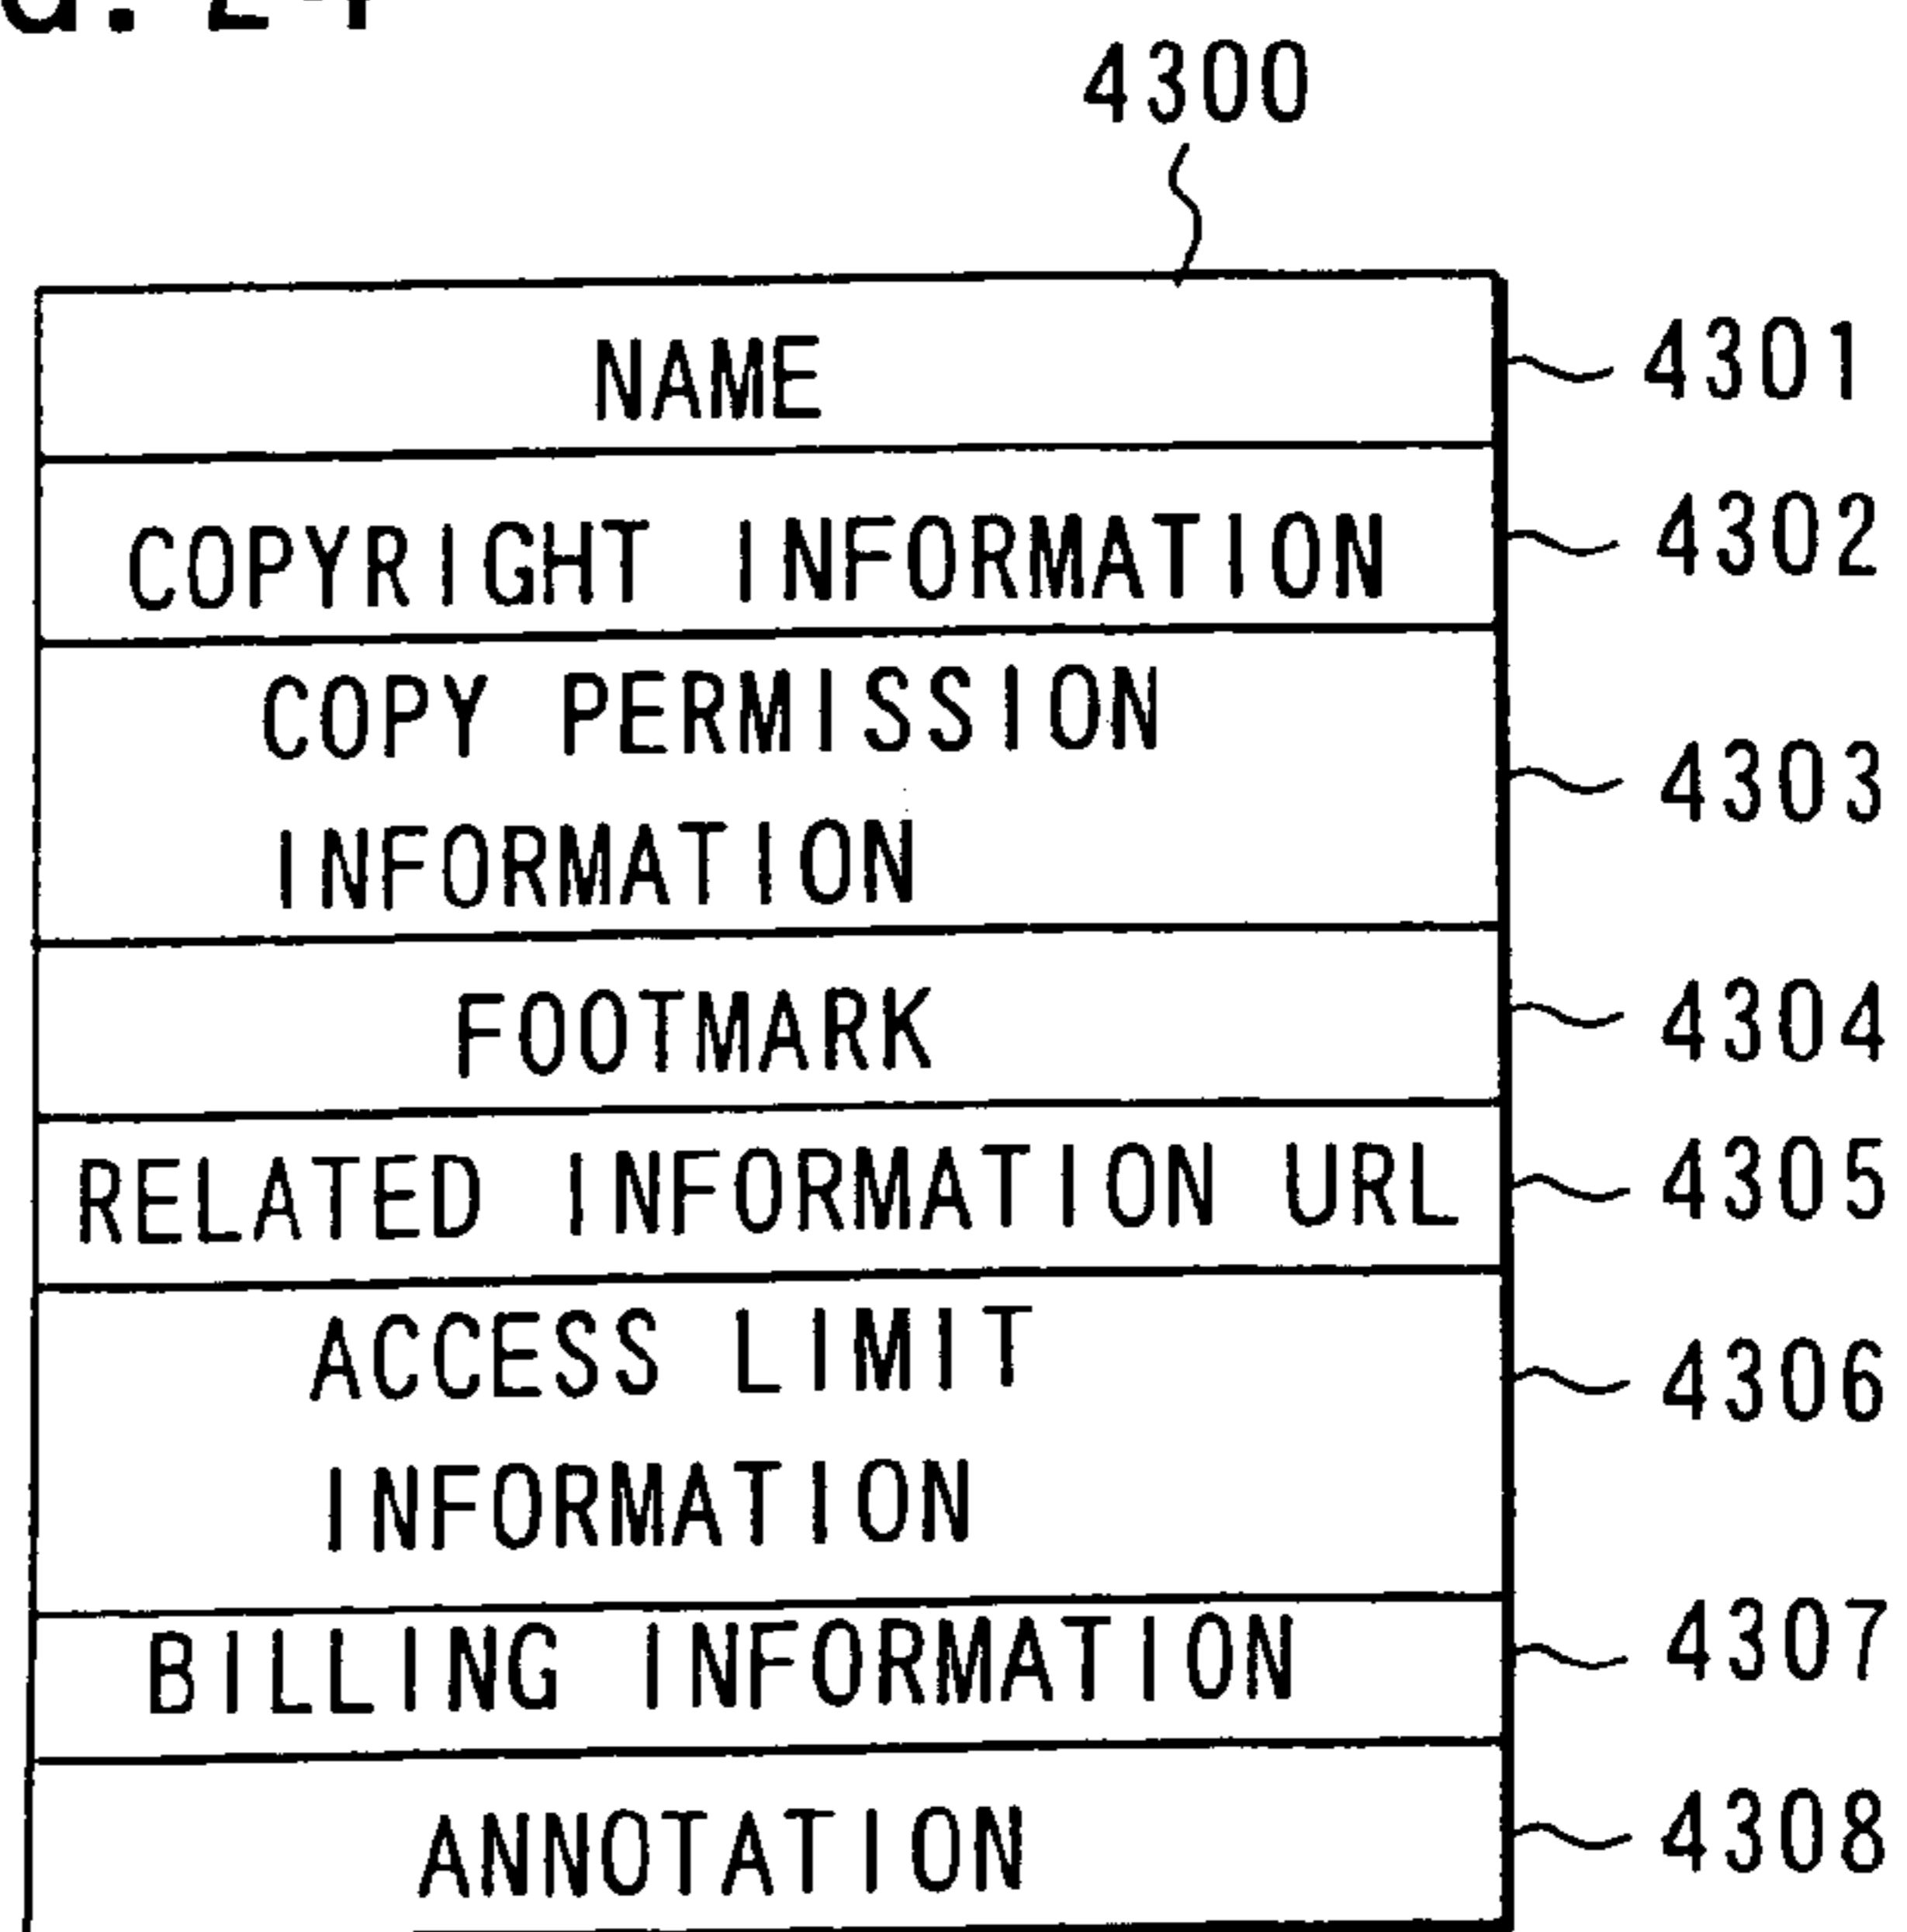 4300
NAME 4301
COPYRIGHT INFORMATION 4302
COPY PERMISSION
INFORMATION 4303
FOOTMARK 4304
RELATED INFORMATION URL 4305
ACCESS LIMIT 4306
INFORMATION
BILLING INFORMATION 4307
ANNOTATION 4308